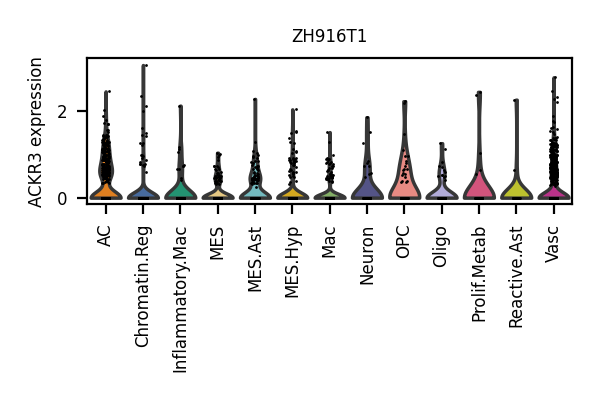 ZH916T1
ACKR3 expression
2
0
AC
Chromatin.Reg
Inflammatory.Mac
MES
MES.Ast
MES.Hyp
Mac
Neuron
OPC
Oligo
Prolif.Metab
Reactive.Ast
Vasc